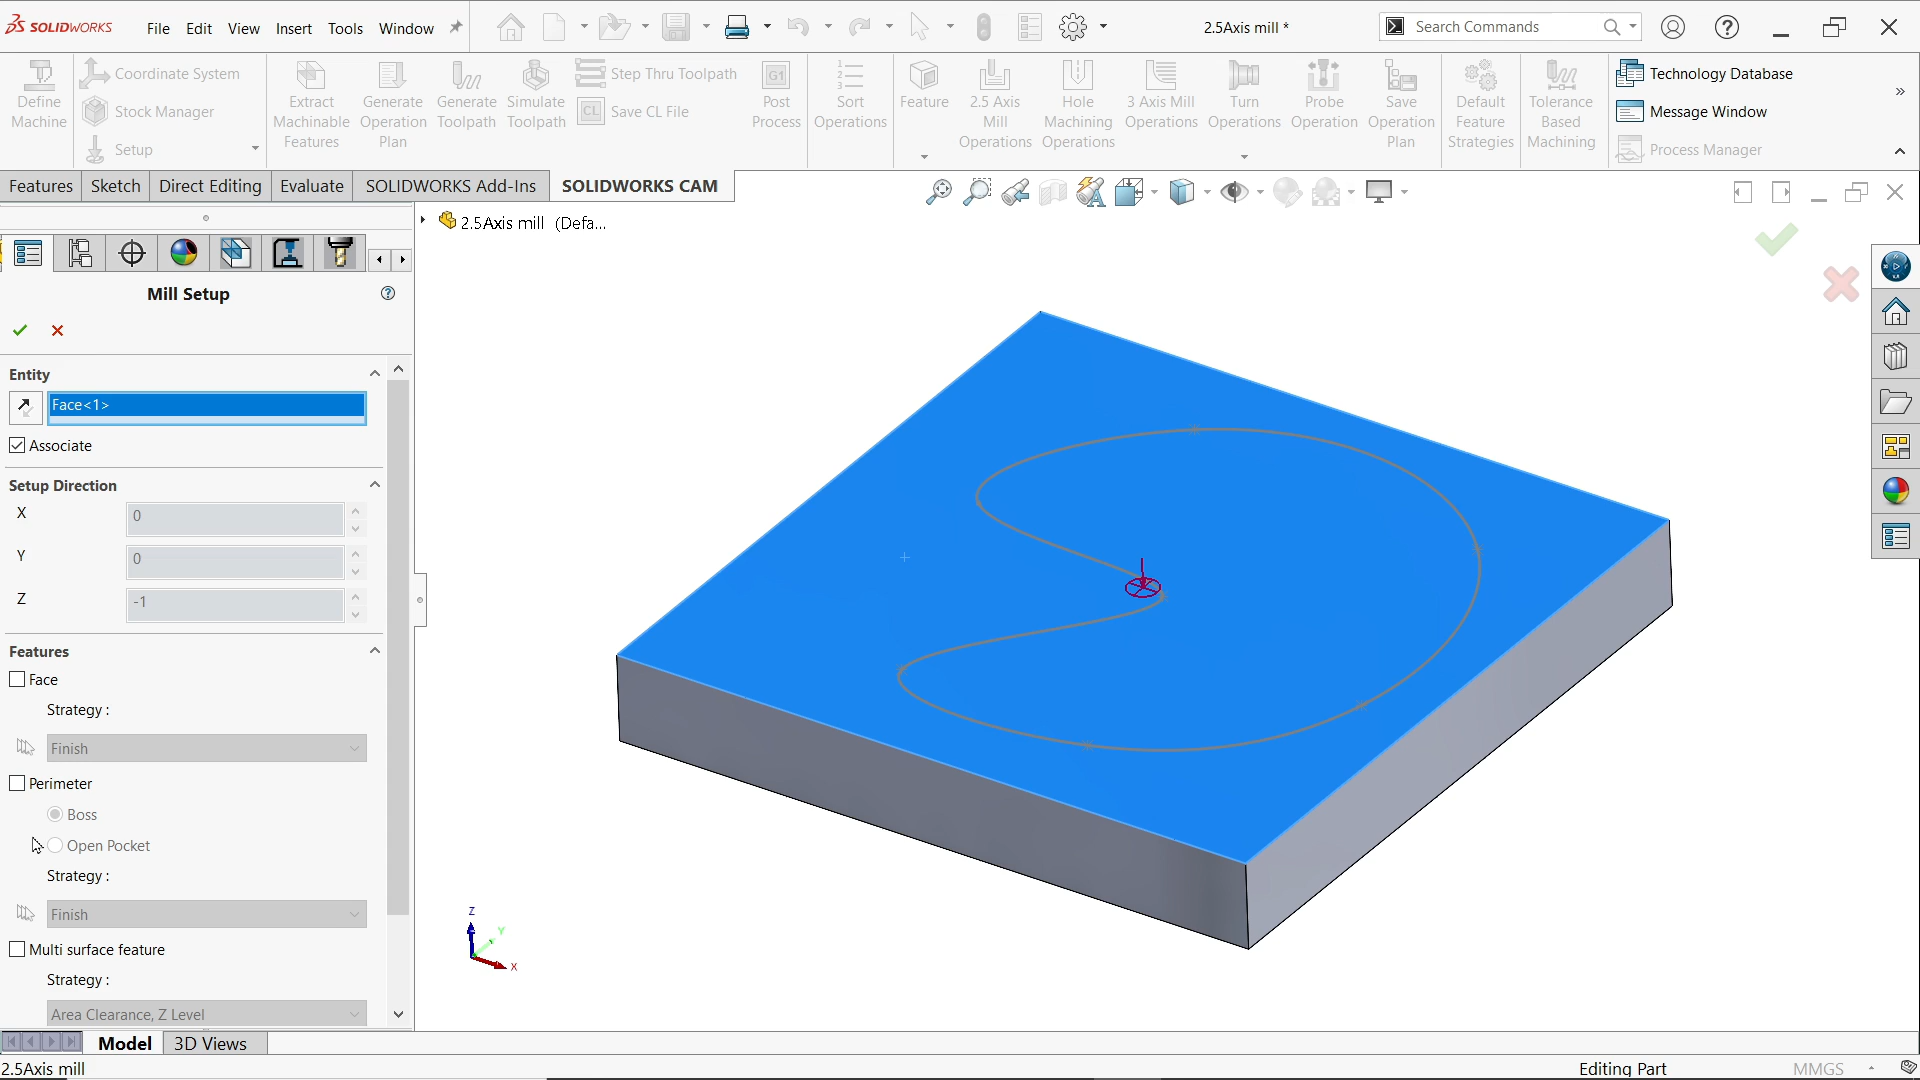 SOLIDWORKS File Edit View Insert Tools Window 2.5Axis mill * Search Commands
Define Machine
Coordinate System
Stock Manager
Setup
Extract Machinable Features
Generate Operation Plan
Generate Toolpath
Simulate Toolpath
Step Thru Toolpath
CL Save CL File
G1 Post Process
Sort Operations
Feature
2.5 Axis Mill Operations
Hole Machining Operations
3 Axis Mill Operations
Turn Operations
Probe Operation
Save Operation Plan
Default Feature Strategies
Tolerance Based Machining
Technology Database
Message Window
Process Manager
Features Sketch Direct Editing Evaluate SOLIDWORKS Add-Ins SOLIDWORKS CAM
2.5Axis mill (Defa...
Mill Setup
Entity
Face<1>
Associate
Setup Direction
X 0
Y 0
Z -1
Features
Face
Strategy :
Finish
Perimeter
Boss
Open Pocket
Strategy :
Finish
Multi surface feature
Strategy :
Area Clearance, Z Level
Z
Y
X
Model 3D Views
2.5Axis mill Editing Part MMGS